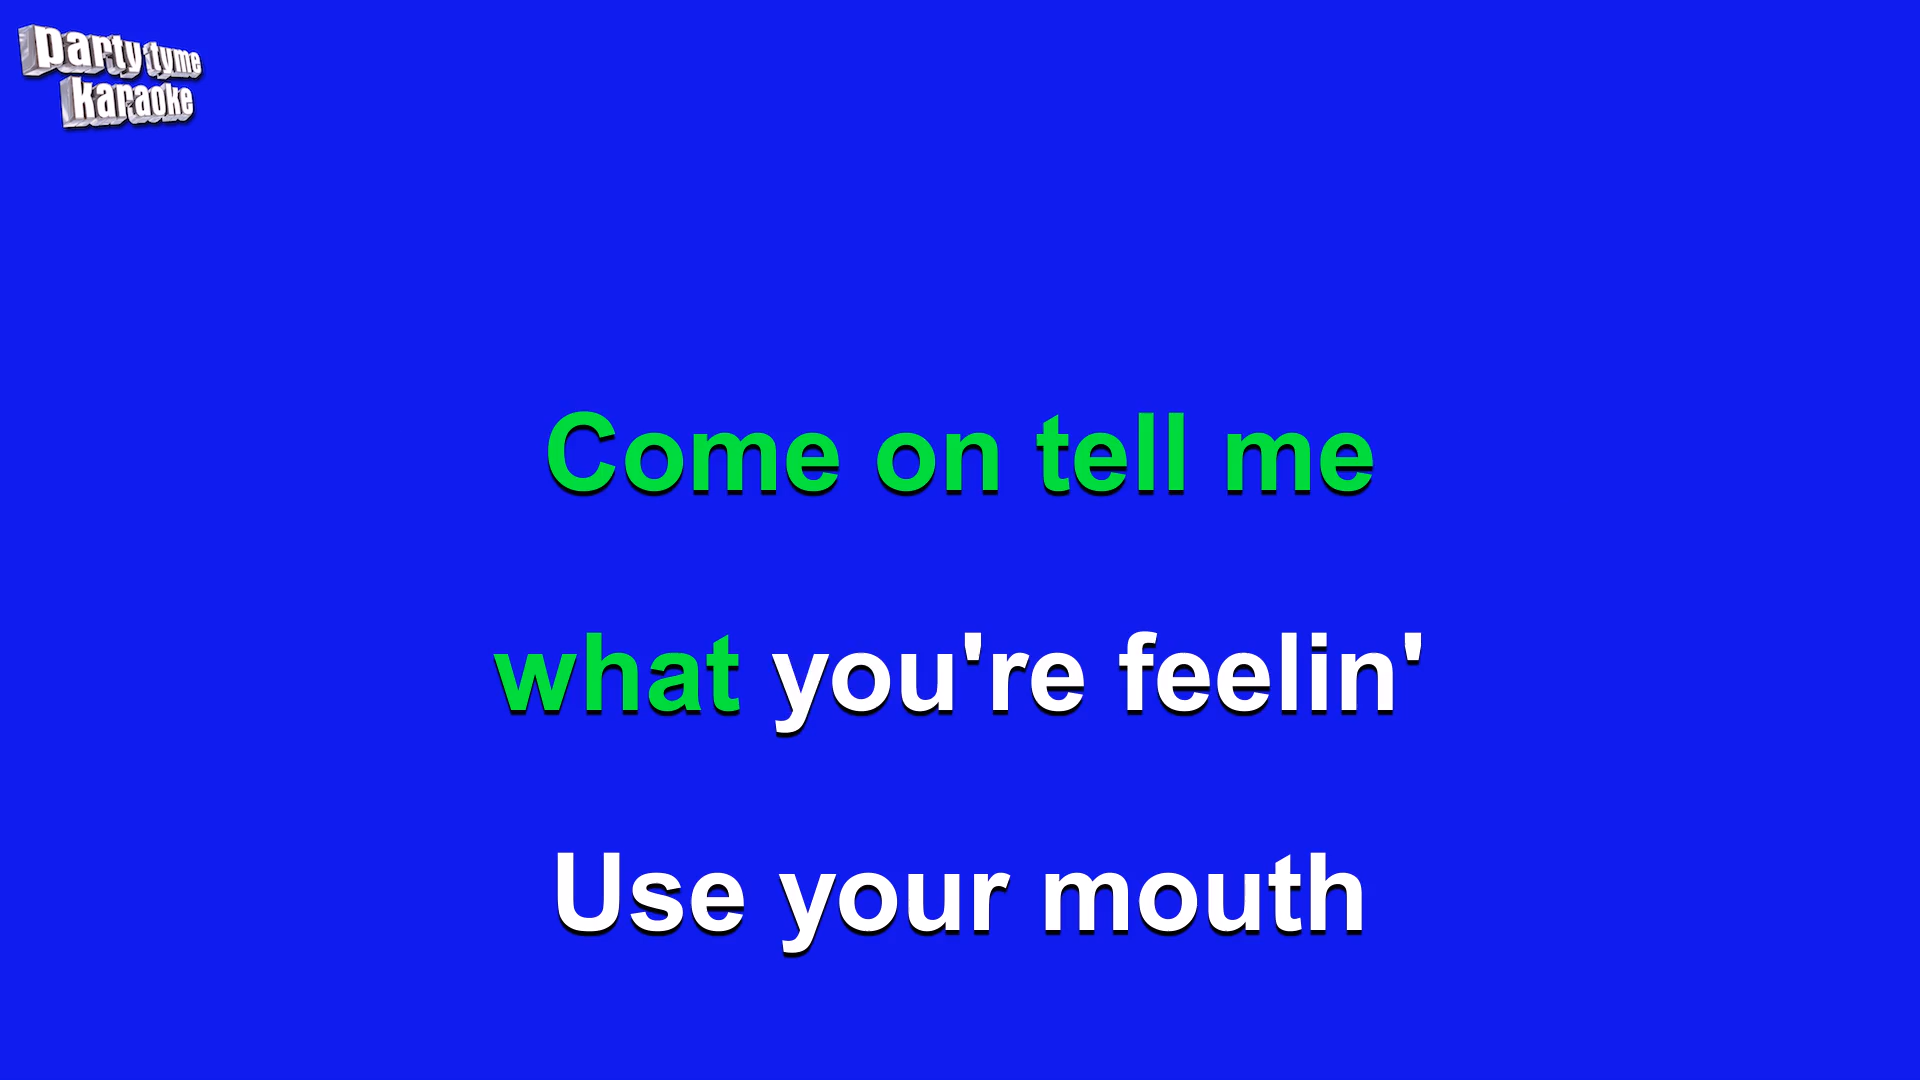 party tyme
karaoke
Come on tell me
what you're feelin'
Use your mouth